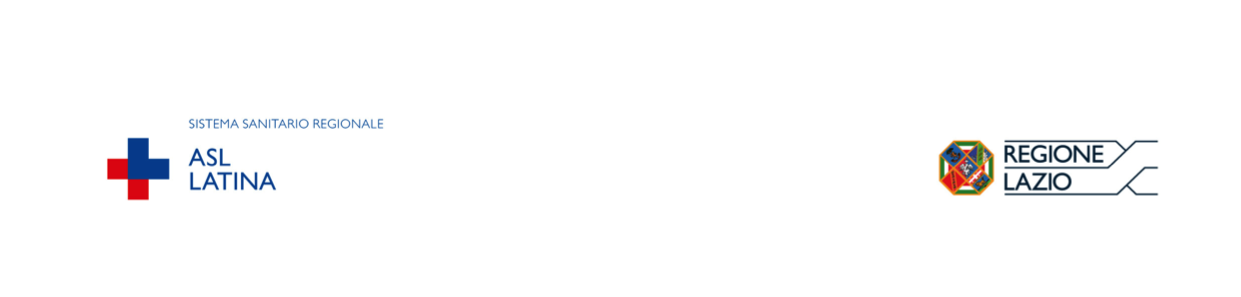 SISTEMA SANITARIO REGIONALE
ASL
LATINA
REGIONE
LAZIO